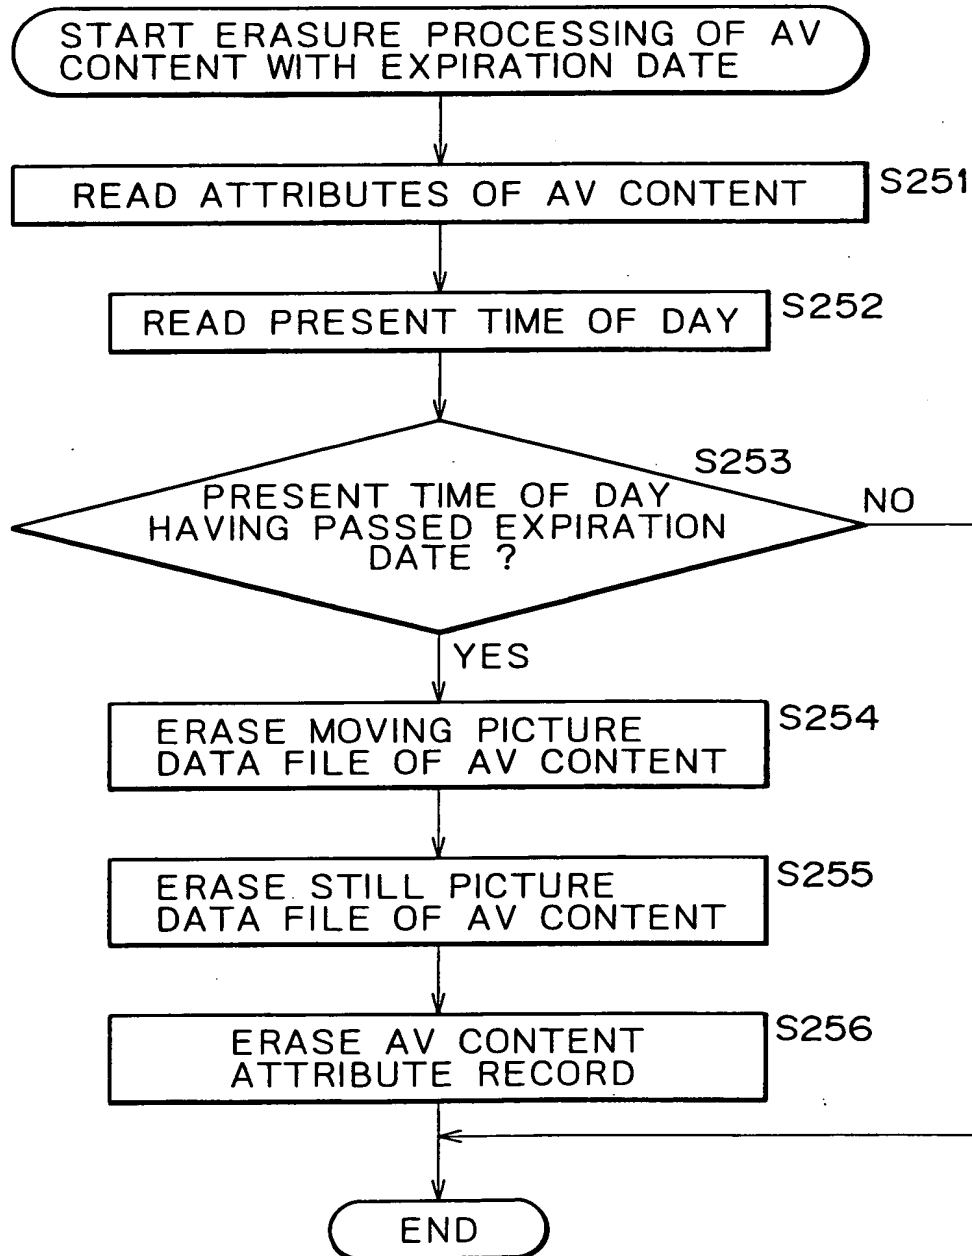 START ERASURE PROCESSING OF AV
CONTENT WITH EXPIRATION DATE
READ ATTRIBUTES OF AV CONTENT
S251
READ PRESENT TIME OF DAY
S252
S253
PRESENT TIME OF DAY
HAVING PASSED EXPIRATION
DATE ?
NO
YES
ERASE MOVING PICTURE
DATA FILE OF AV CONTENT
S254
ERASE STILL PICTURE
DATA FILE OF AV CONTENT
S255
ERASE AV CONTENT
ATTRIBUTE RECORD
S256
END